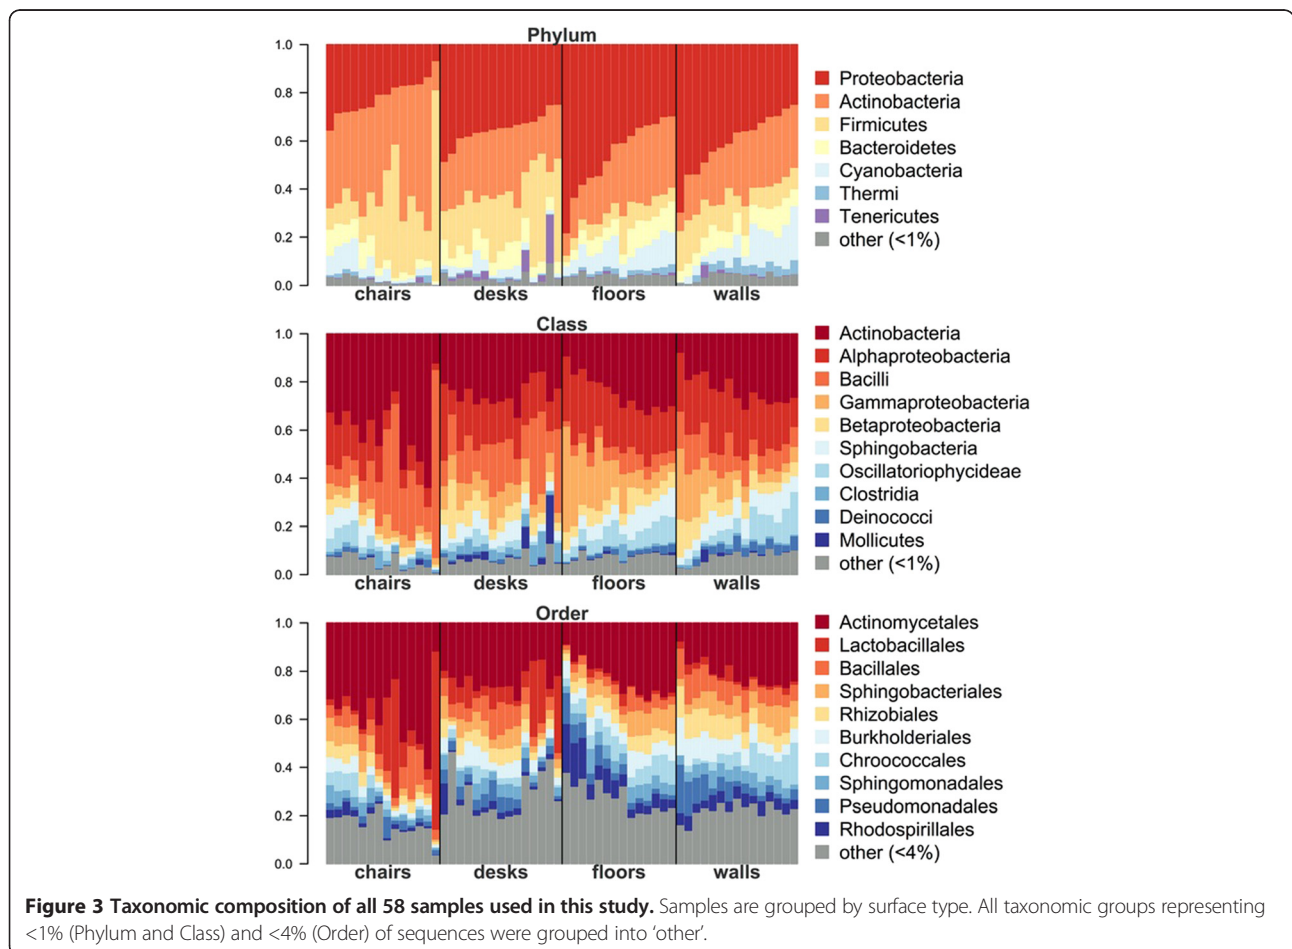 Phylum
1.0
0.8
0.6
0.4
0.2
0.0
chairs desks floors walls
Proteobacteria
Actinobacteria
Firmicutes
Bacteroidetes
Cyanobacteria
Thermi
Tenericutes
other (<1%)
Class
1.0
0.8
0.6
0.4
0.2
0.0
chairs desks floors walls
Actinobacteria
Alphaproteobacteria
Bacilli
Gammaproteobacteria
Betaproteobacteria
Sphingobacteria
Oscillatoriophycideae
Clostridia
Deinococci
Mollicutes
other (<1%)
Order
1.0
0.8
0.6
0.4
0.2
0.0
chairs desks floors walls
Actinomycetales
Lactobacillales
Bacillales
Sphingobacteriales
Rhizobiales
Burkholderiales
Chroococcales
Sphingomonadales
Pseudomonadales
Rhodospirillales
other (<4%)
Figure 3 Taxonomic composition of all 58 samples used in this study. Samples are grouped by surface type. All taxonomic groups representing
<1% (Phylum and Class) and <4% (Order) of sequences were grouped into ‘other’.